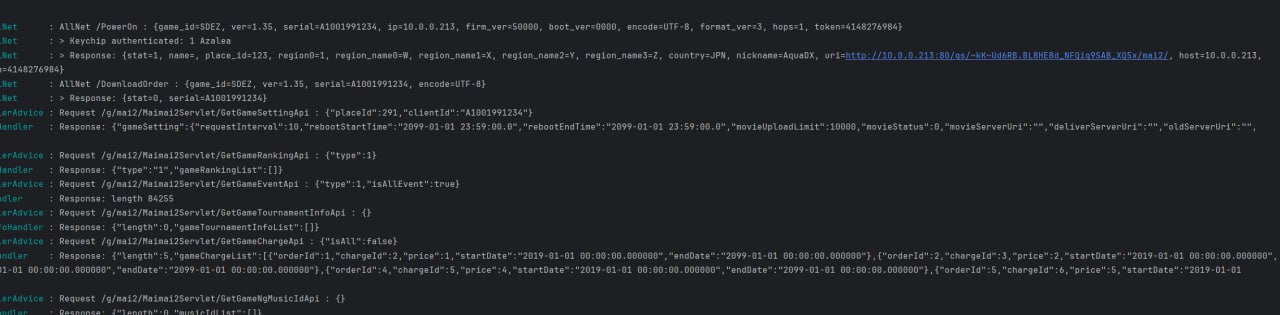 lNet : AllNet /PowerOn : {game_id=SDEZ, ver=1.35, serial=A1001991234, ip=10.0.0.213, firm_ver=50000, boot_ver=0000, encode=UTF-8, format_ver=3, hops=1, token=4148276984}
lNet : > Keychip authenticated: 1 Azalea
lNet : > Response: {stat=1, name=, place_id=123, region0=1, region_name0=W, region_name1=X, region_name2=Y, region_name3=Z, country=JPN, nickname=AquaDX, uri=http://10.0.0.213:80/gs/~kK~Ud6RB.BLBHEBd_NFQiq9SAB_XQ5x/mai2/, host=10.0.0.213,
n=4148276984}
lNet : AllNet /DownloadOrder : {game_id=SDEZ, ver=1.35, serial=A1001991234, encode=UTF-8}
lNet : > Response: {stat=0, serial=A1001991234}
lerAdvice : Request /g/mai2/Maimai2Servlet/GetGameSettingApi : {"placeId":291,"clientId":"A1001991234"}
Handler : Response: {"gameSetting":{"requestInterval":10,"rebootStartTime":"2099-01-01 23:59:00.0","rebootEndTime":"2099-01-01 23:59:00.0","movieUploadLimit":10000,"movieStatus":0,"movieServerUri":"","deliverServerUri":"","oldServerUri":"",
lerAdvice : Request /g/mai2/Maimai2Servlet/GetGameRankingApi : {"type":1}
Handler : Response: {"type":"1","gameRankingList":[]}
lerAdvice : Request /g/mai2/Maimai2Servlet/GetGameEventApi : {"type":1,"isAllEvent":true}
ndler : Response: length 84255
lerAdvice : Request /g/mai2/Maimai2Servlet/GetGameTournamentInfoApi : {}
foHandler : Response: {"length":0,"gameTournamentInfoList":[]}
lerAdvice : Request /g/mai2/Maimai2Servlet/GetGameChargeApi : {"isAll":false}
andler : Response: {"length":5,"gameChargeList":[{"orderId":1,"chargeId":2,"price":1,"startDate":"2019-01-01 00:00:00.000000","endDate":"2099-01-01 00:00:00.000000"},{"orderId":2,"chargeId":3,"price":2,"startDate":"2019-01-01 00:00:00.000000",
01-01 00:00:00.000000","endDate":"2099-01-01 00:00:00.000000"},{"orderId":4,"chargeId":5,"price":4,"startDate":"2019-01-01 00:00:00.000000","endDate":"2099-01-01 00:00:00.000000"},{"orderId":5,"chargeId":6,"price":5,"startDate":"2019-01-01
lerAdvice : Request /g/mai2/Maimai2Servlet/GetGameNgMusicIdApi : {}
andler : Response: {"length":0,"musicIdList":[]}